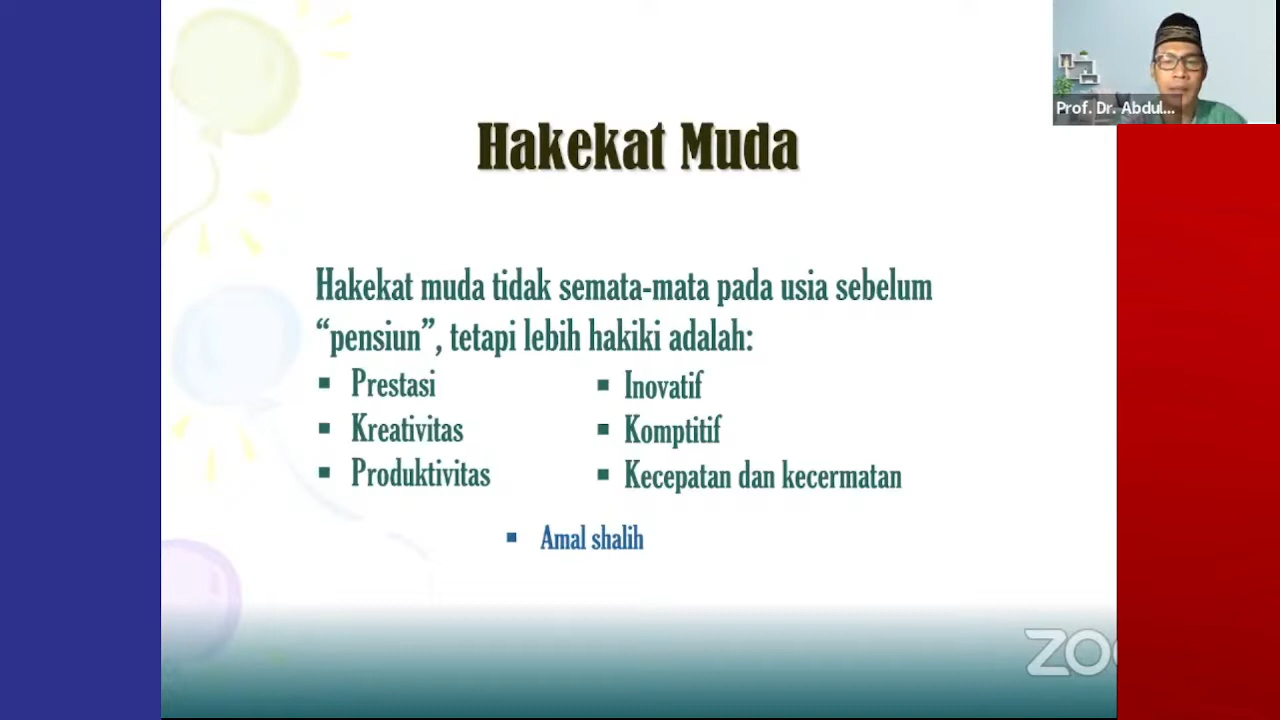 Prof. Dr. Abdul...
Hakekat Muda
Hakekat muda tidak semata-mata pada usia sebelum
“pensiun”, tetapi lebih hakiki adalah:
▪ Prestasi
▪ Kreativitas
▪ Produktivitas
▪ Inovatif
▪ Komptitif
▪ Kecepatan dan kecermatan
▪ Amal shalih
ZOO